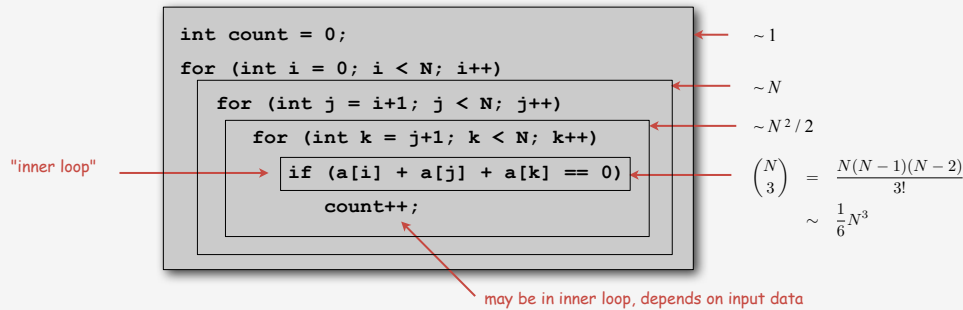 int count = 0;
~ 1
for (int i = 0; i < N; i++)
~ N
for (int j = i+1; j < N; j++)
~ N² / 2
for (int k = j+1; k < N; k++)
"inner loop"
if (a[i] + a[j] + a[k] == 0)
(N 3) = N(N − 1)(N − 2) / 3!
count++;
~ 1/6 N³
may be in inner loop, depends on input data